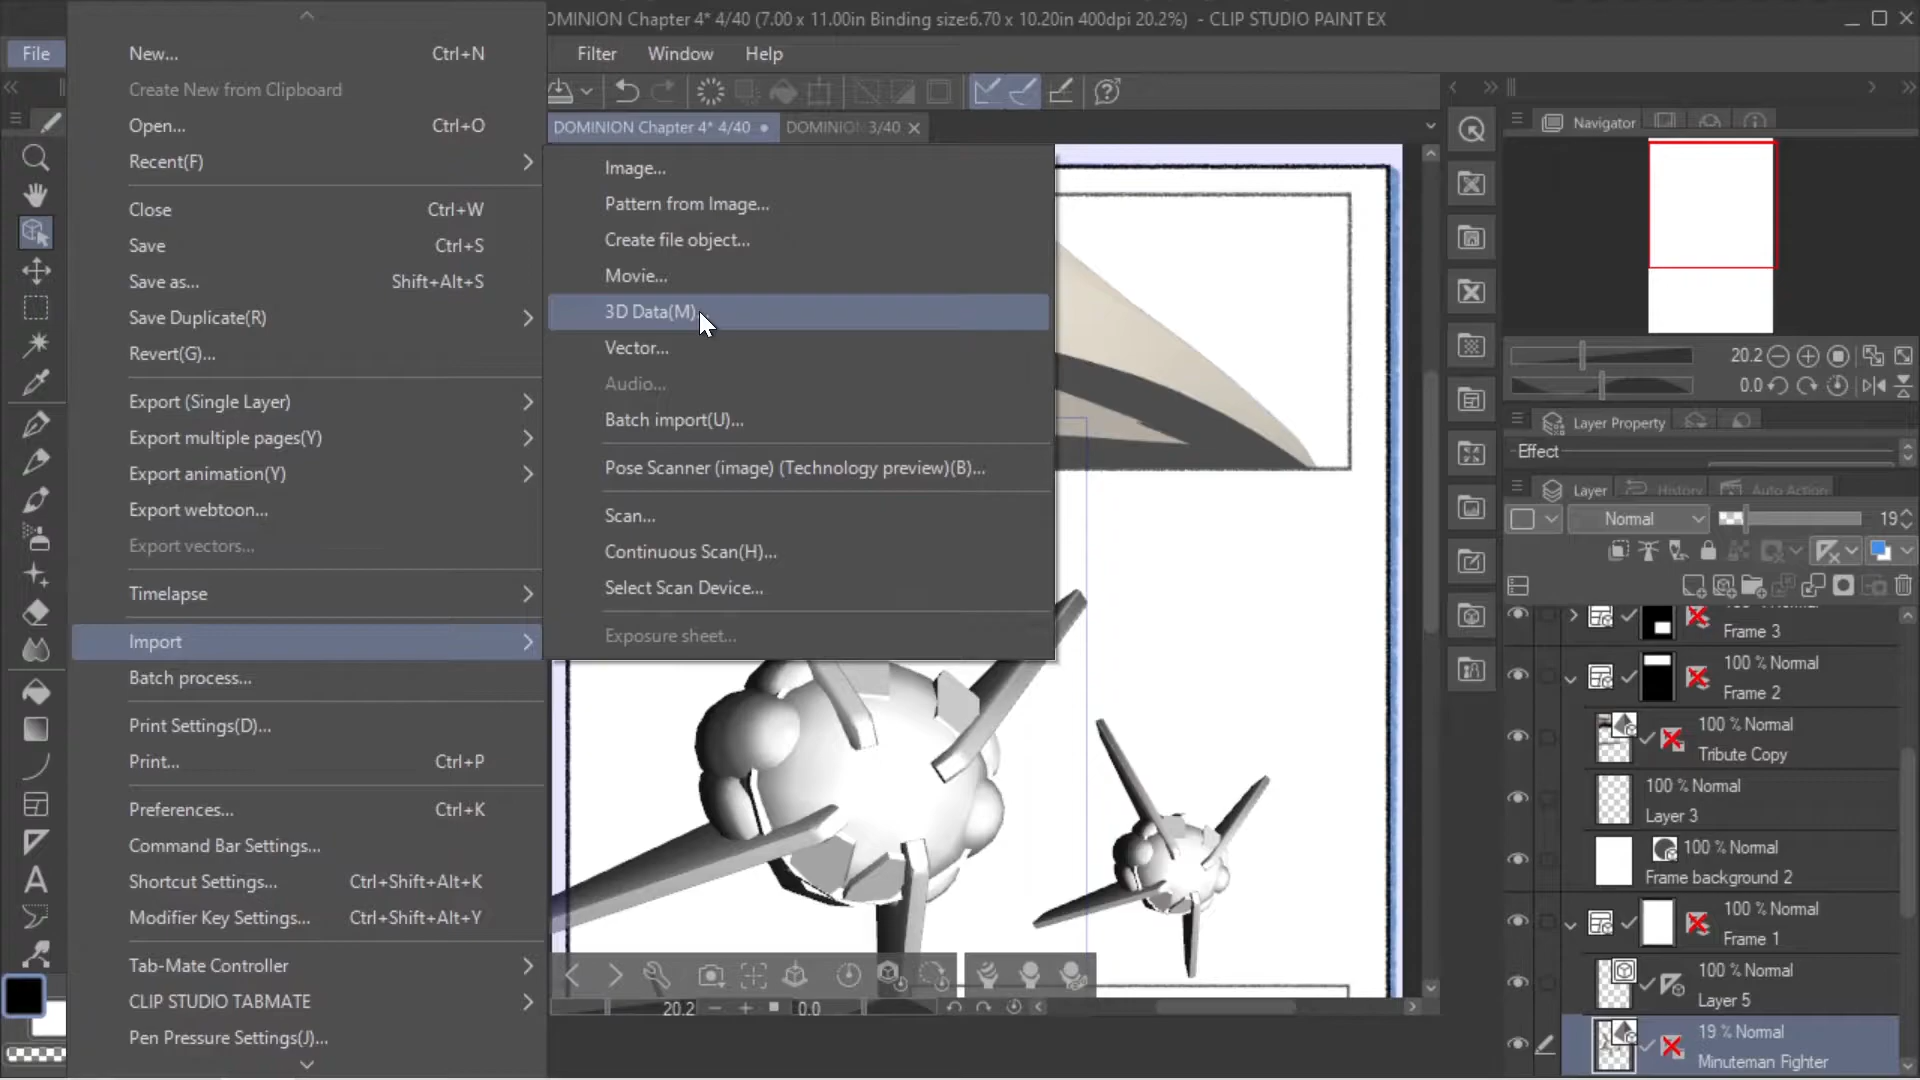 DOMINION Chapter 4* 4/40 (7.00 x 11.00in Binding size:6.70 x 10.20in 400dpi 20.2%) - CLIP STUDIO PAINT EX
File
Filter
Window
Help
New... Ctrl+N
Create New from Clipboard
Open... Ctrl+O
Recent(F)
Close Ctrl+W
Save Ctrl+S
Save as... Shift+Alt+S
Save Duplicate(R)
Revert(G)...
Export (Single Layer)
Export multiple pages(Y)
Export animation(Y)
Export webtoon...
Export vectors...
Timelapse
Import
Batch process...
Print Settings(D)...
Print... Ctrl+P
Preferences... Ctrl+K
Command Bar Settings...
Shortcut Settings... Ctrl+Shift+Alt+K
Modifier Key Settings... Ctrl+Shift+Alt+Y
Tab-Mate Controller
CLIP STUDIO TABMATE
Pen Pressure Settings(J)...
DOMINION Chapter 4* 4/40
DOMINION 3/40
Image...
Pattern from Image...
Create file object...
Movie...
3D Data(M)...
Vector...
Audio...
Batch import(U)...
Pose Scanner (image) (Technology preview)(B)...
Scan...
Continuous Scan(H)...
Select Scan Device...
Exposure sheet...
20.2
0.0
Navigator
20.2
0.0
Layer Property
Effect
Layer
History
Auto Action
Normal
19
Frame 3
100 % Normal
Frame 2
100 % Normal
Tribute Copy
100 % Normal
Layer 3
100 % Normal
Frame background 2
100 % Normal
Frame 1
100 % Normal
Layer 5
19 % Normal
Minuteman Fighter